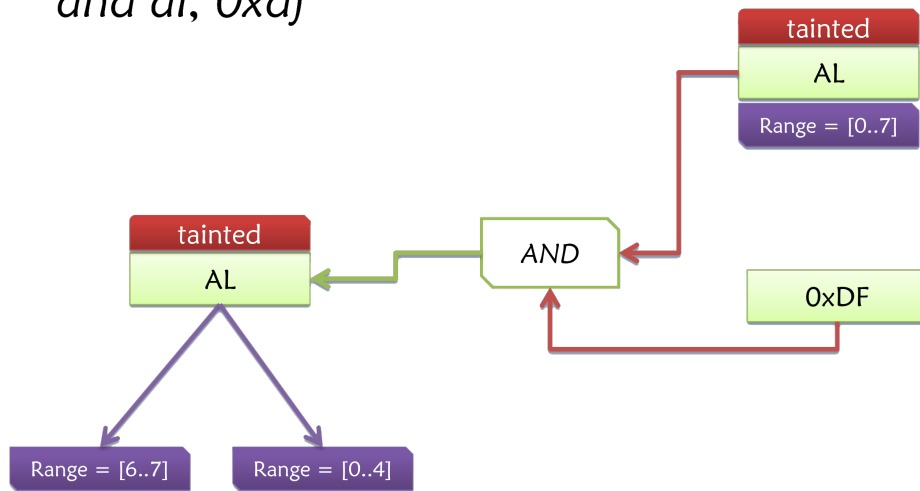 and al, 0xdf
tainted
AL
Range = [0..7]
tainted
AL
AND
0xDF
Range = [6..7]
Range = [0..4]